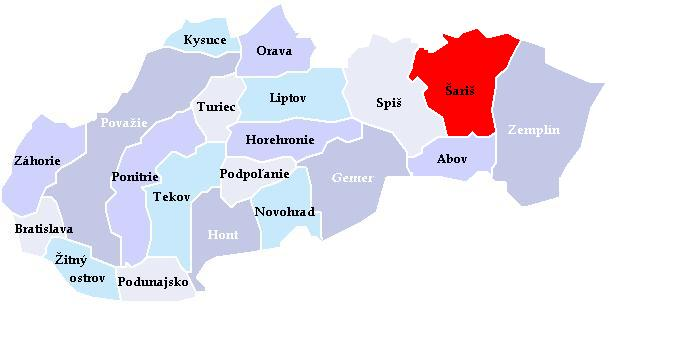 Kysuce
Orava
Šariš
Liptov
Spiš
Turiec
Považie
Zemplín
Horehronie
Záhorie
Abov
Ponitrie
Podpoľanie
Gemer
Tekov
Novohrad
Bratislava
Hont
Žitný
ostrov
Podunajsko